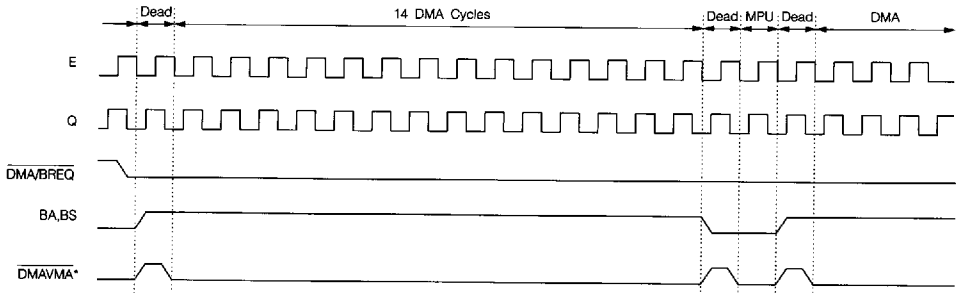 Dead 14 DMA Cycles Dead MPU Dead DMA
E
Q
DMA/BREQ
BA,BS
DMAVMA*